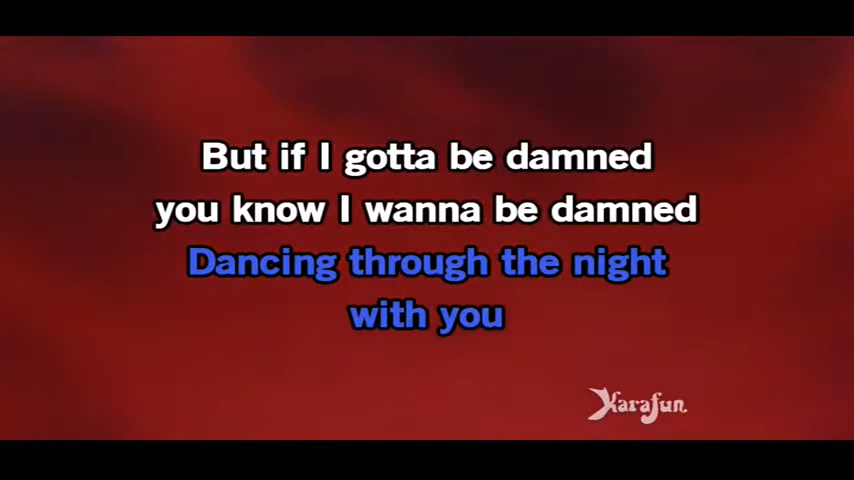 But if I gotta be damned
you know I wanna be damned
Dancing through the night
with you
Karafun